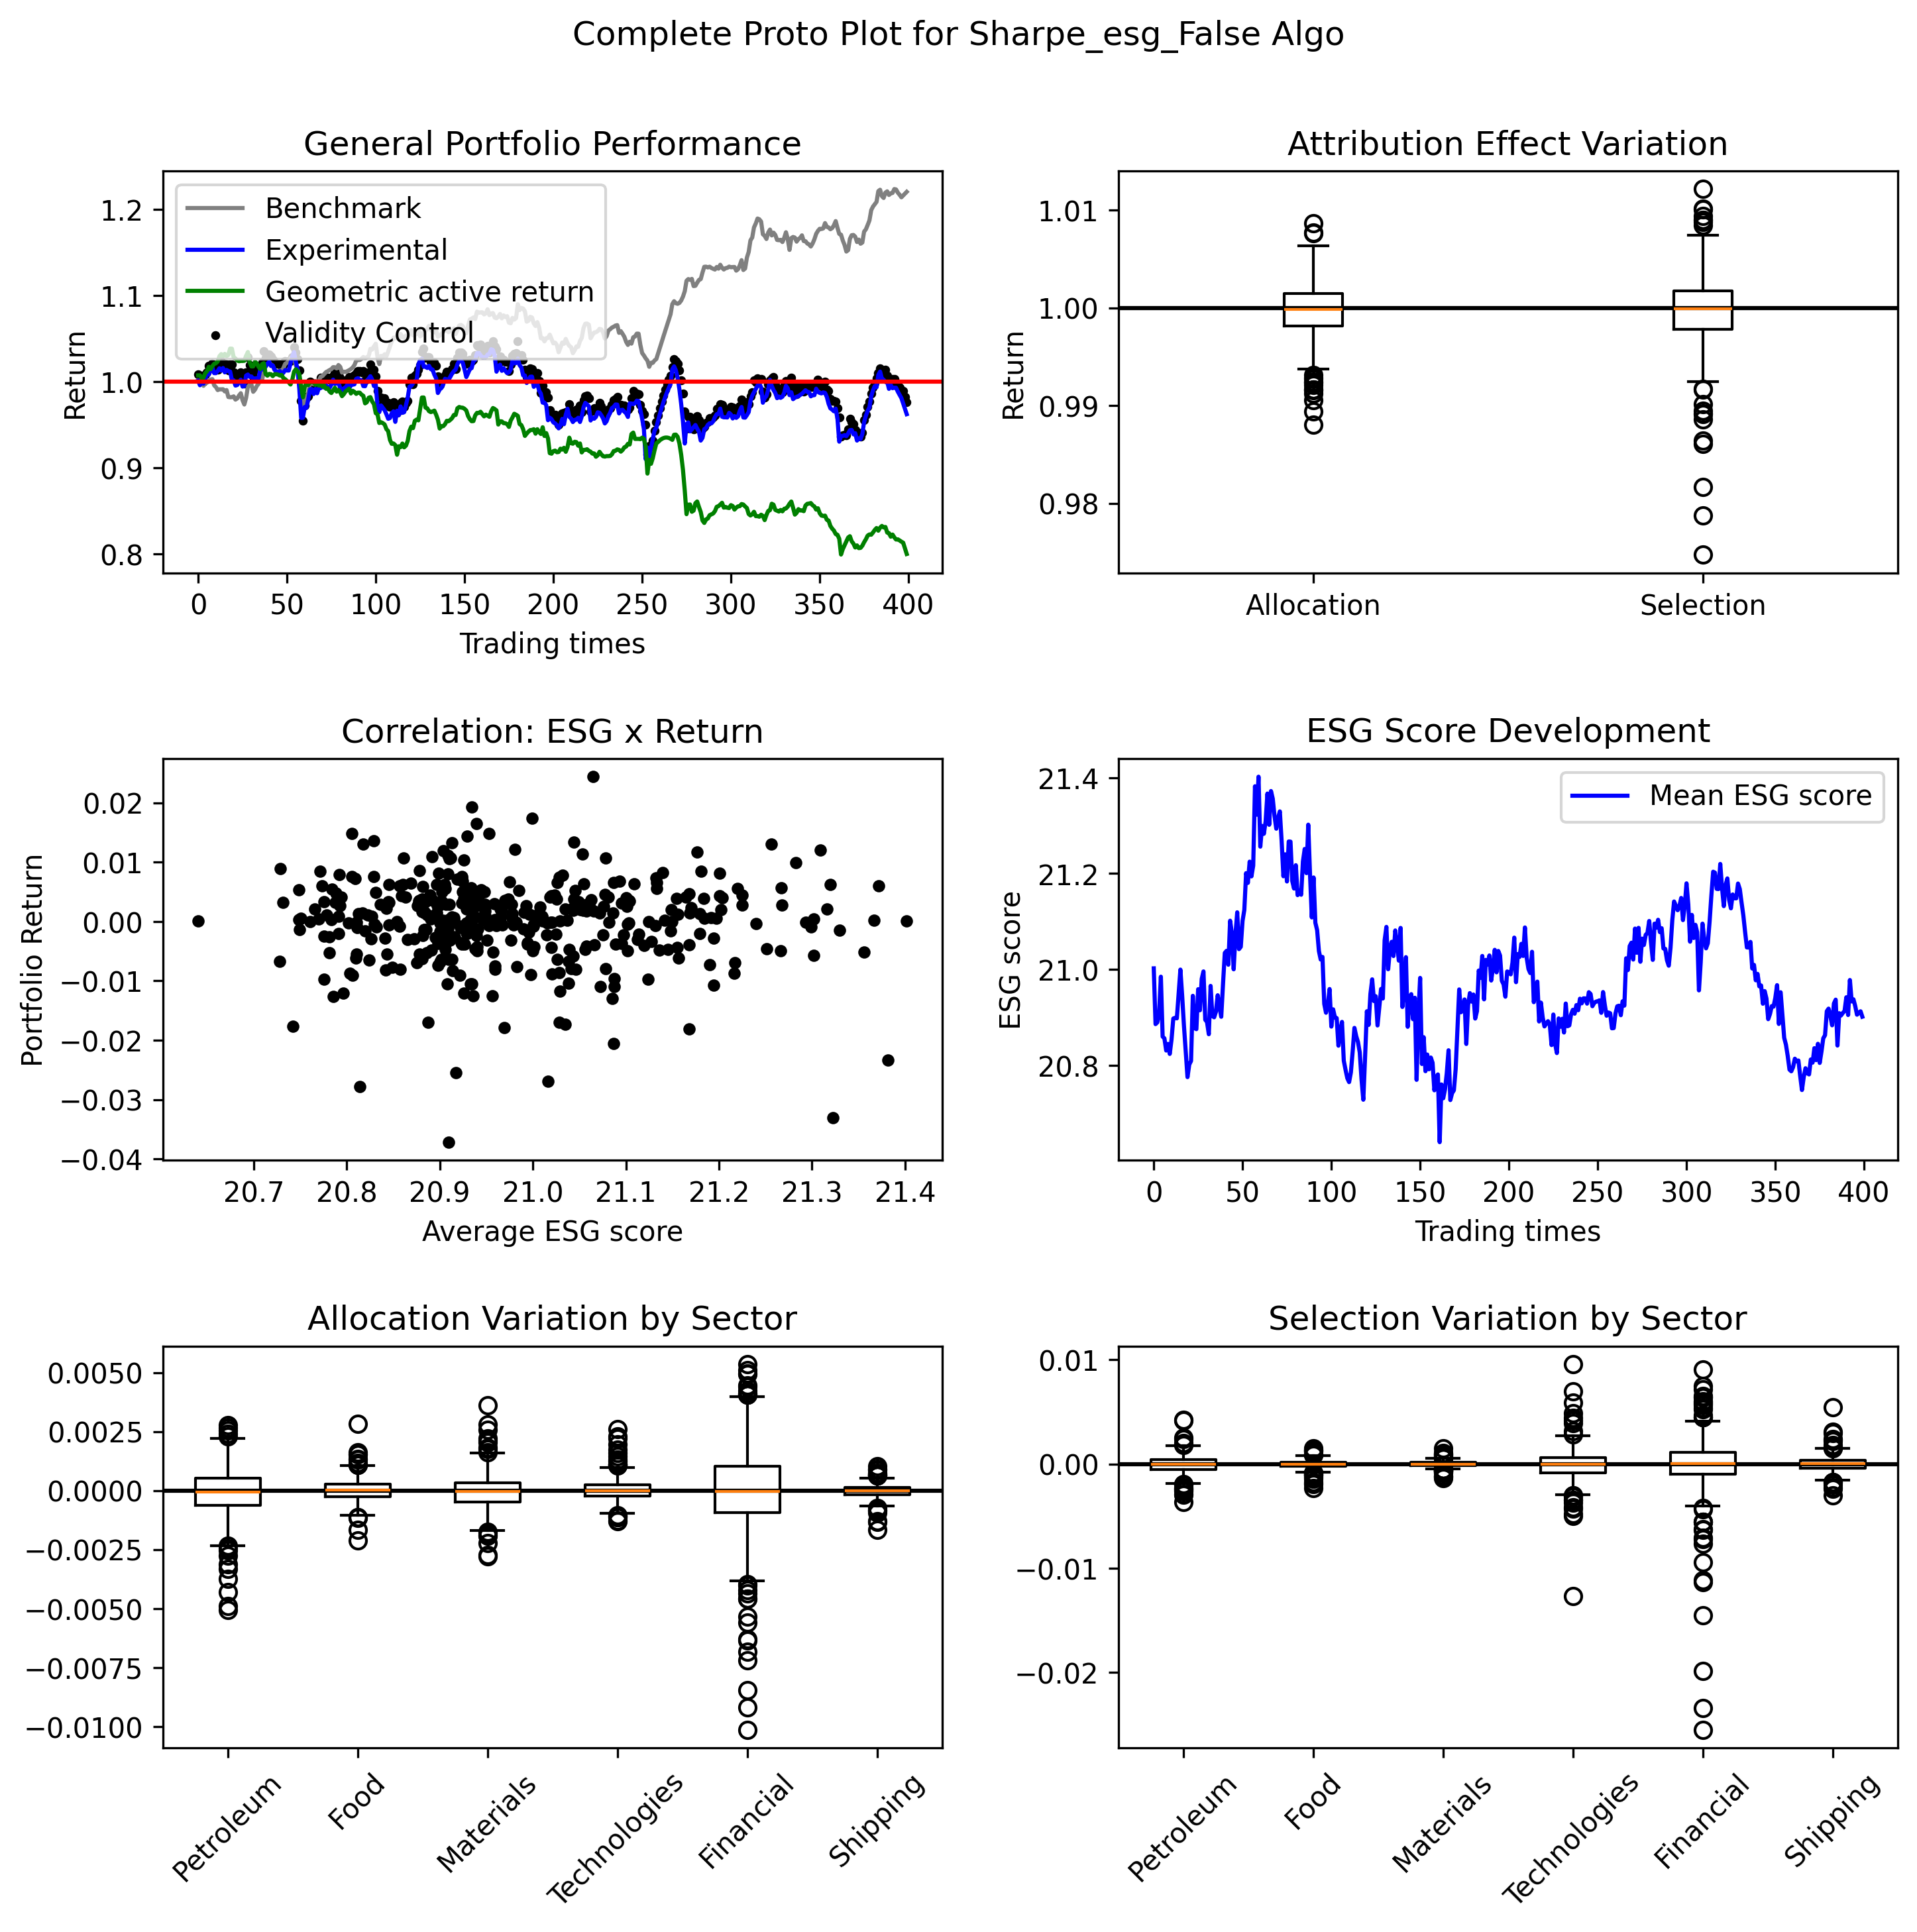 Complete Proto Plot for Sharpe_esg_False Algo
General Portfolio Performance
Return
1.2
1.1
1.0
0.9
0.8
Benchmark
Experimental
Geometric active return
Validity Control
0 50 100 150 200 250 300 350 400
Trading times
Attribution Effect Variation
Return
1.01
1.00
0.99
0.98
Allocation Selection
Correlation: ESG x Return
Portfolio Return
0.02
0.01
0.00
−0.01
−0.02
−0.03
−0.04
20.7 20.8 20.9 21.0 21.1 21.2 21.3 21.4
Average ESG score
ESG Score Development
ESG score
21.4
21.2
21.0
20.8
Mean ESG score
0 50 100 150 200 250 300 350 400
Trading times
Allocation Variation by Sector
0.0050
0.0025
0.0000
−0.0025
−0.0050
−0.0075
−0.0100
Petroleum Food Materials Technologies Financial Shipping
Selection Variation by Sector
0.01
0.00
−0.01
−0.02
Petroleum Food Materials Technologies Financial Shipping